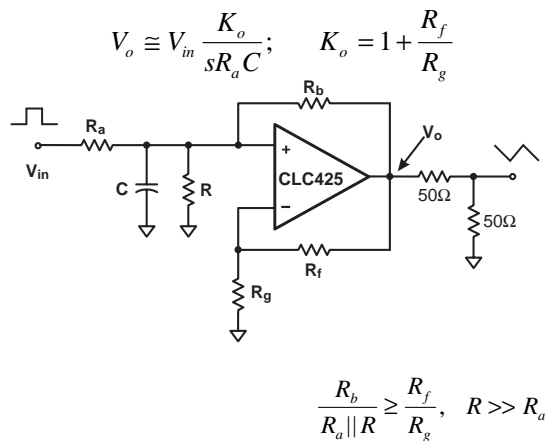 V_o ≅ V_in K_o / sR_aC; K_o = 1 + R_f / R_g
R_b
R_a
V_o
V_in
+
C
R
CLC425
−
50Ω
50Ω
R_f
R_g
R_b / R_a||R ≥ R_f / R_g, R >> R_a